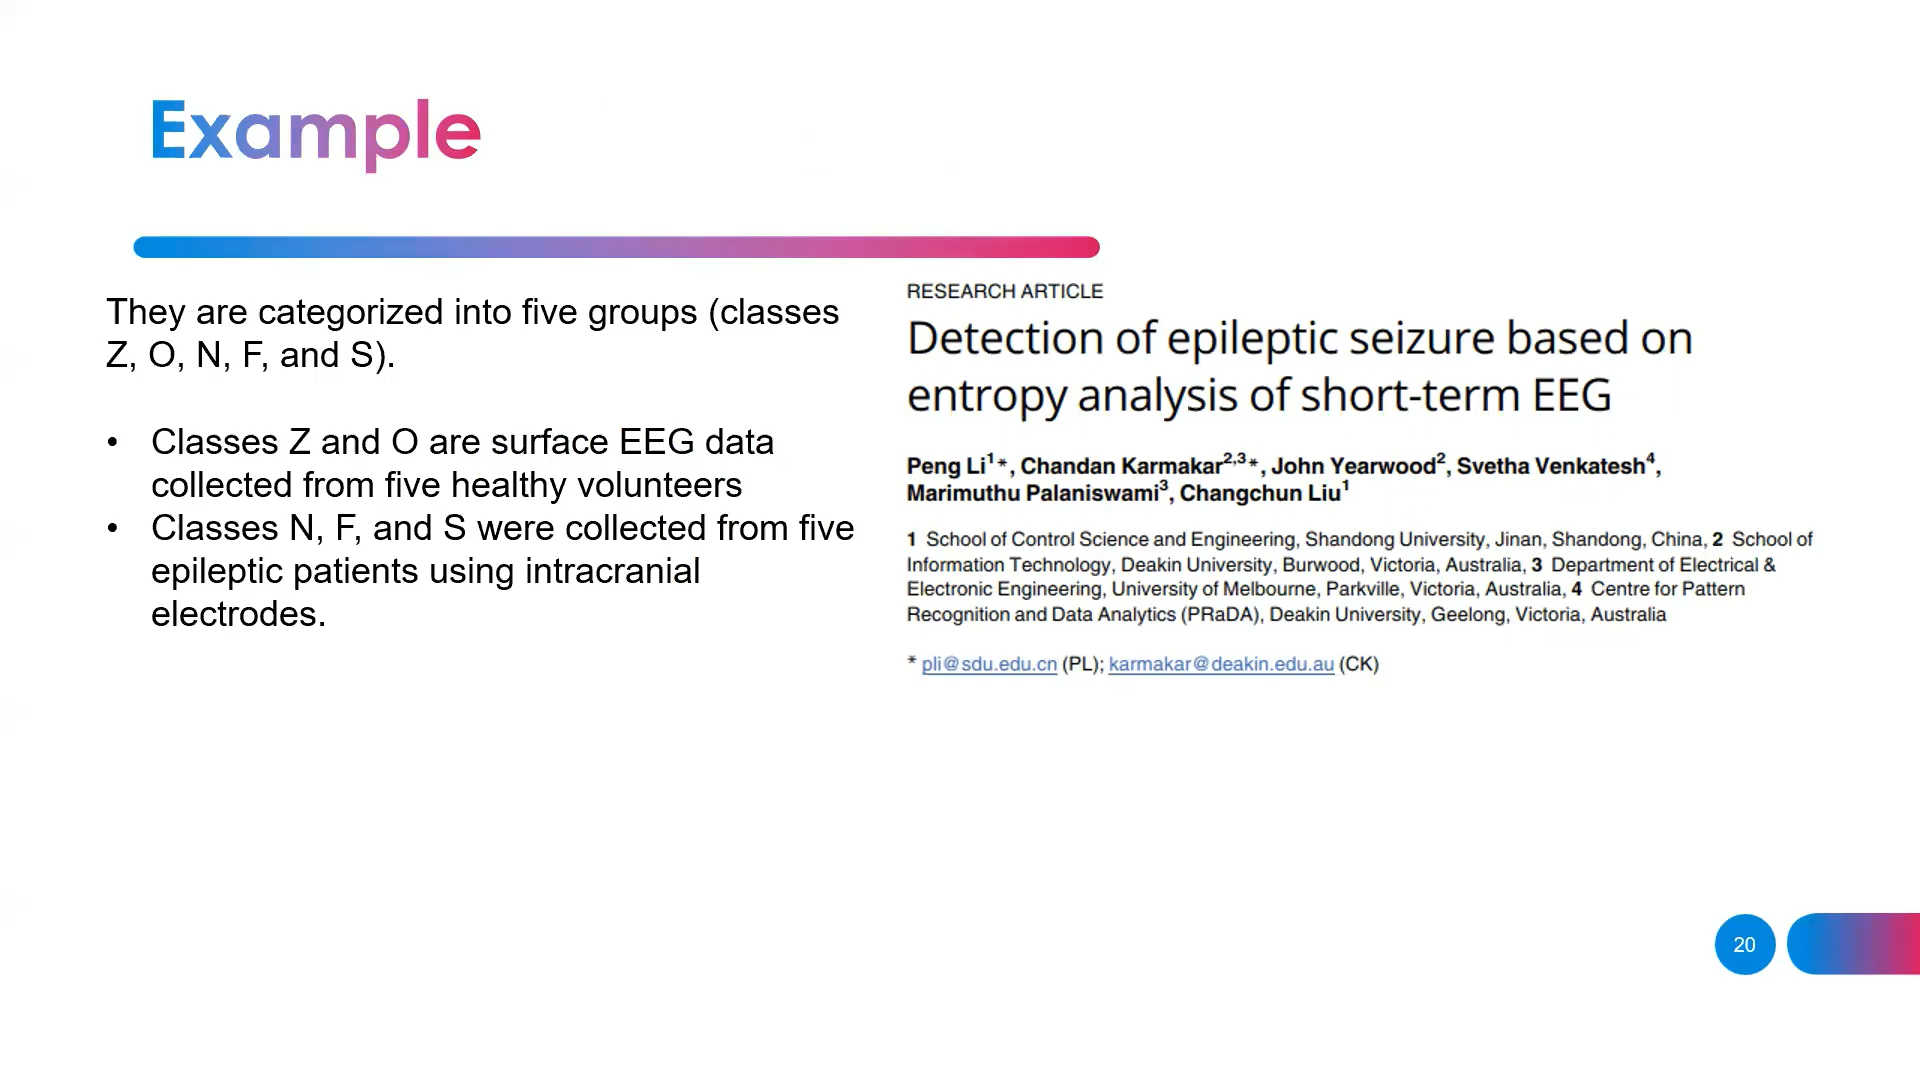 Example
They are categorized into five groups (classes
Z, O, N, F, and S).
• Classes Z and O are surface EEG data
collected from five healthy volunteers
• Classes N, F, and S were collected from five
epileptic patients using intracranial
electrodes.
RESEARCH ARTICLE
Detection of epileptic seizure based on
entropy analysis of short-term EEG
Peng Li1*, Chandan Karmakar2,3*, John Yearwood2, Svetha Venkatesh4,
Marimuthu Palaniswami3, Changchun Liu1
1 School of Control Science and Engineering, Shandong University, Jinan, Shandong, China, 2 School of
Information Technology, Deakin University, Burwood, Victoria, Australia, 3 Department of Electrical &
Electronic Engineering, University of Melbourne, Parkville, Victoria, Australia, 4 Centre for Pattern
Recognition and Data Analytics (PRaDA), Deakin University, Geelong, Victoria, Australia
* pli@sdu.edu.cn (PL); karmakar@deakin.edu.au (CK)
20